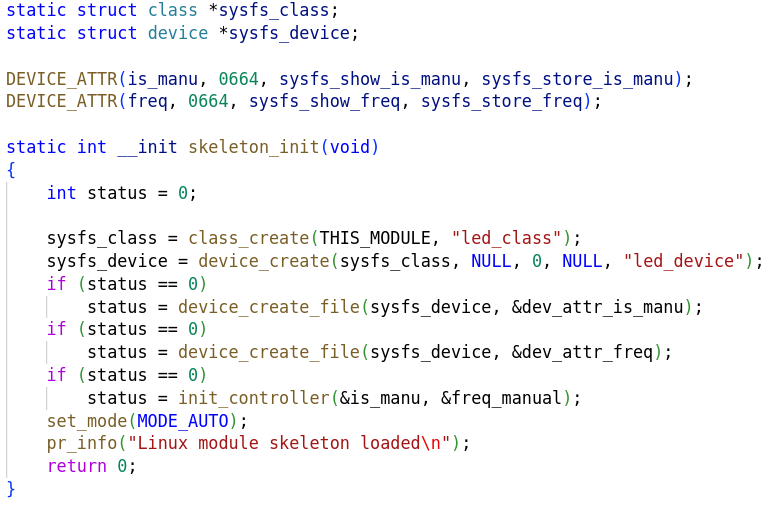 static struct class *sysfs_class;
static struct device *sysfs_device;

DEVICE_ATTR(is_manu, 0664, sysfs_show_is_manu, sysfs_store_is_manu);
DEVICE_ATTR(freq, 0664, sysfs_show_freq, sysfs_store_freq);

static int __init skeleton_init(void)
{
    int status = 0;

    sysfs_class = class_create(THIS_MODULE, "led_class");
    sysfs_device = device_create(sysfs_class, NULL, 0, NULL, "led_device");
    if (status == 0)
        status = device_create_file(sysfs_device, &dev_attr_is_manu);
    if (status == 0)
        status = device_create_file(sysfs_device, &dev_attr_freq);
    if (status == 0)
        status = init_controller(&is_manu, &freq_manual);
    set_mode(MODE_AUTO);
    pr_info("Linux module skeleton loaded\n");
    return 0;
}